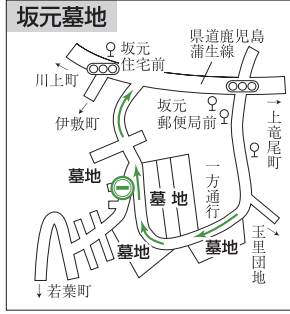 坂元墓地
坂元
住宅前
県道鹿児島
蒲生線
川上町
伊敷町
坂元
郵便局前
上竜尾町
一方通行
墓地
墓地
墓地
墓地
玉里団地
若葉町